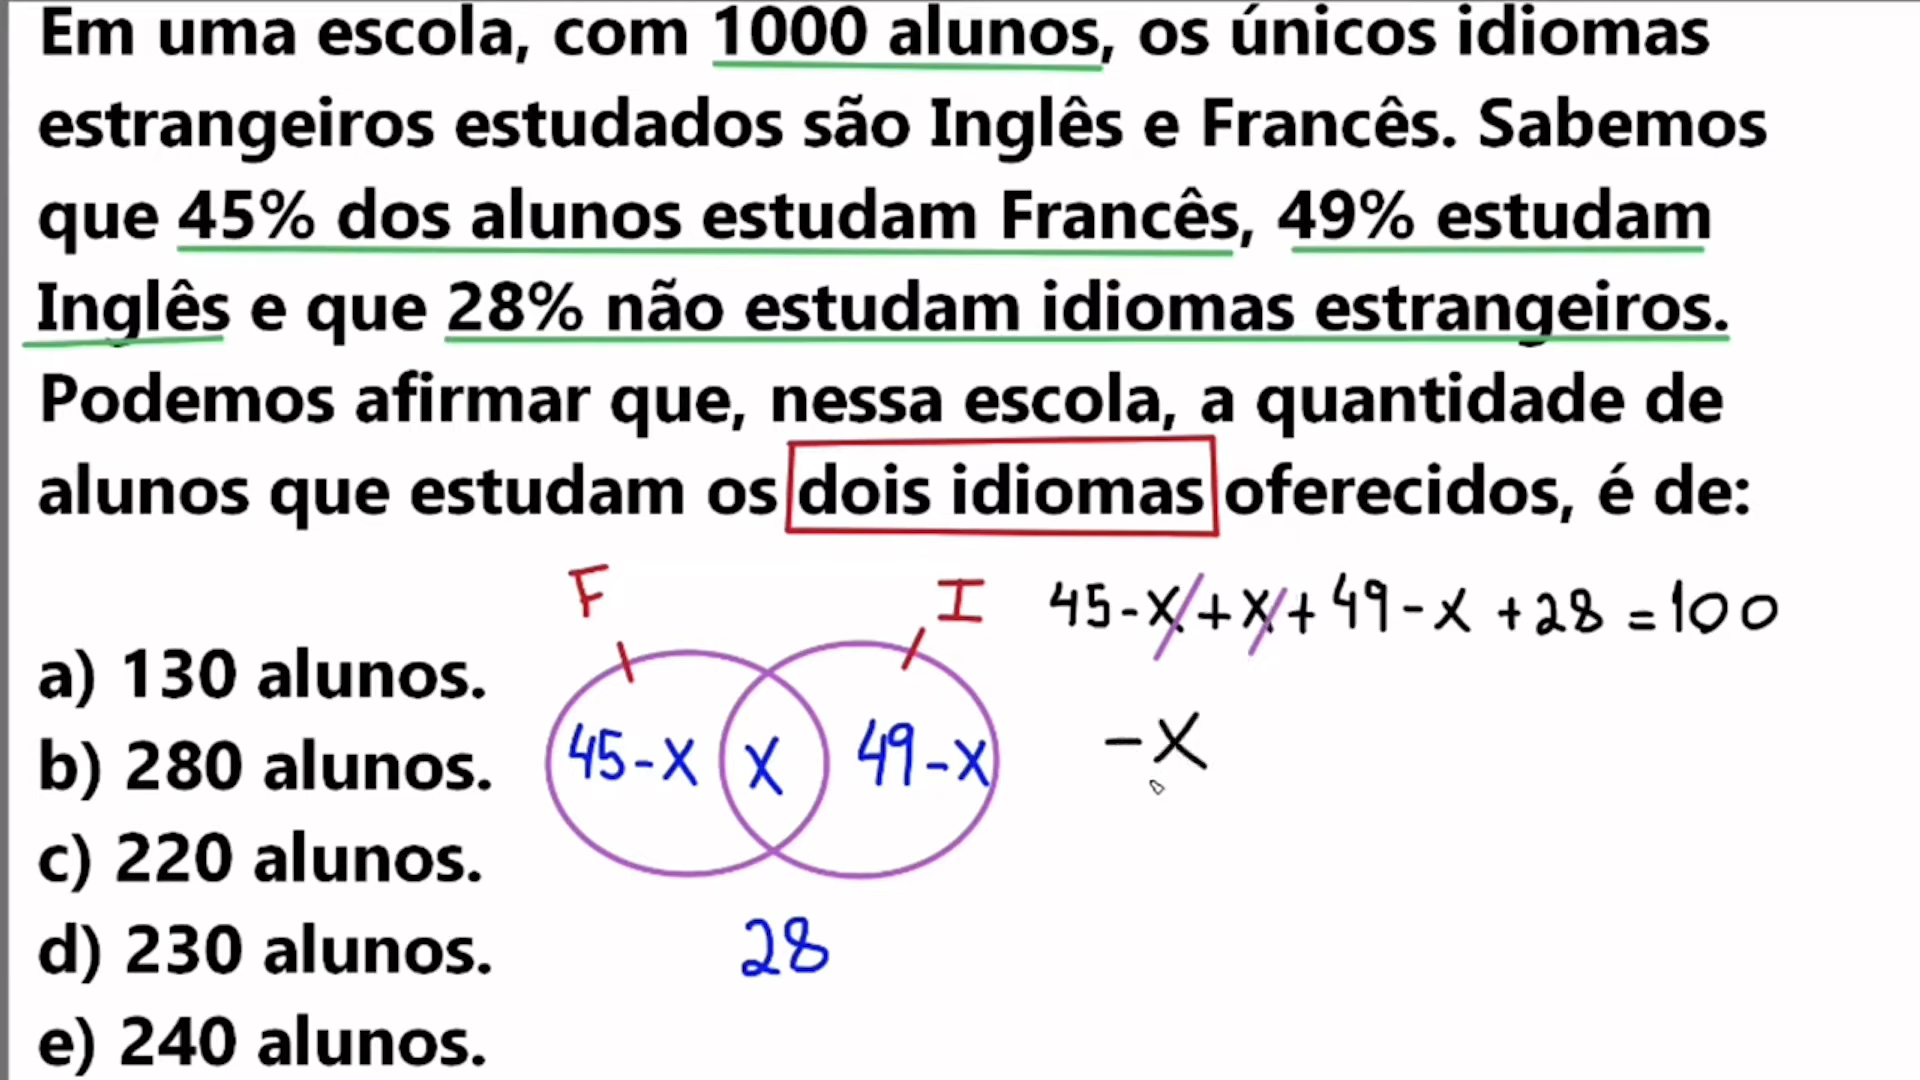 Em uma escola, com 1000 alunos, os únicos idiomas
estrangeiros estudados são Inglês e Francês. Sabemos
que 45% dos alunos estudam Francês, 49% estudam
Inglês e que 28% não estudam idiomas estrangeiros.
Podemos afirmar que, nessa escola, a quantidade de
alunos que estudam os dois idiomas oferecidos, é de:
F
I
45-x+x+49-x+28=100
a) 130 alunos.
b) 280 alunos.
c) 220 alunos.
d) 230 alunos.
e) 240 alunos.
45-x
x
49-x
28
-x